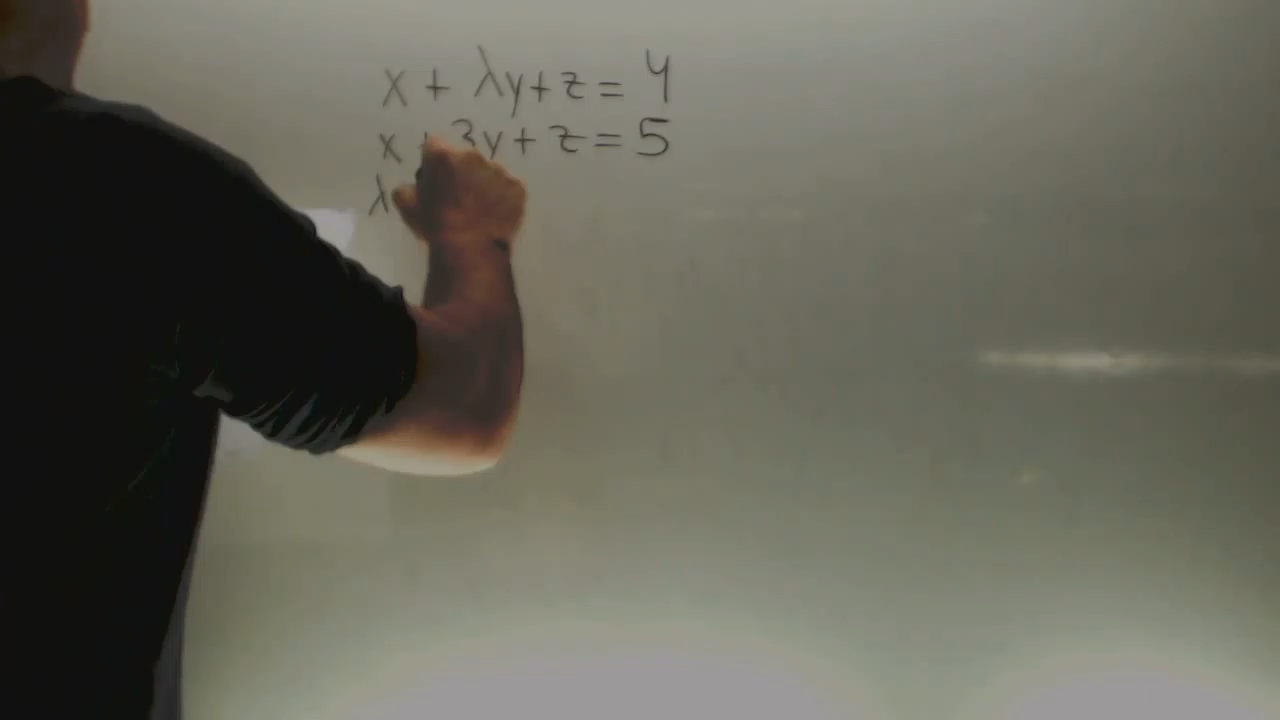 x + λy + z = 4
x + 3y + z = 5
λ